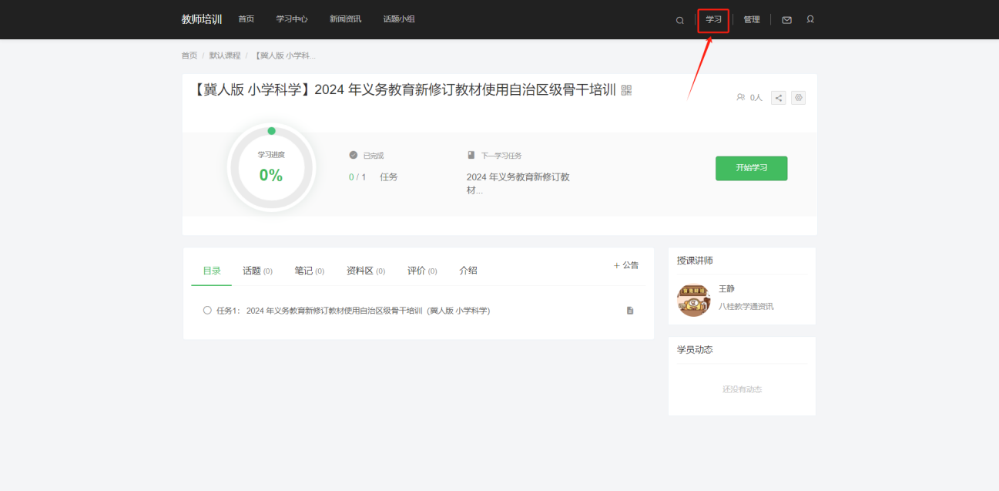 教师培训 首页 学习中心 新闻资讯 话题小组 学习 管理
首页 / 默认课程 / 【冀人版 小学科...
【冀人版 小学科学】2024 年义务教育新修订教材使用自治区级骨干培训
0人
学习进度
0%
已完成
0 / 1 任务
下一学习任务
2024 年义务教育新修订教
材...
开始学习
目录 话题 (0) 笔记 (0) 资料区 (0) 评价 (0) 介绍
+ 公告
任务1: 2024 年义务教育新修订教材使用自治区级骨干培训（冀人版 小学科学）
授课讲师
王静
八桂教学通资讯
学员动态
还没有动态